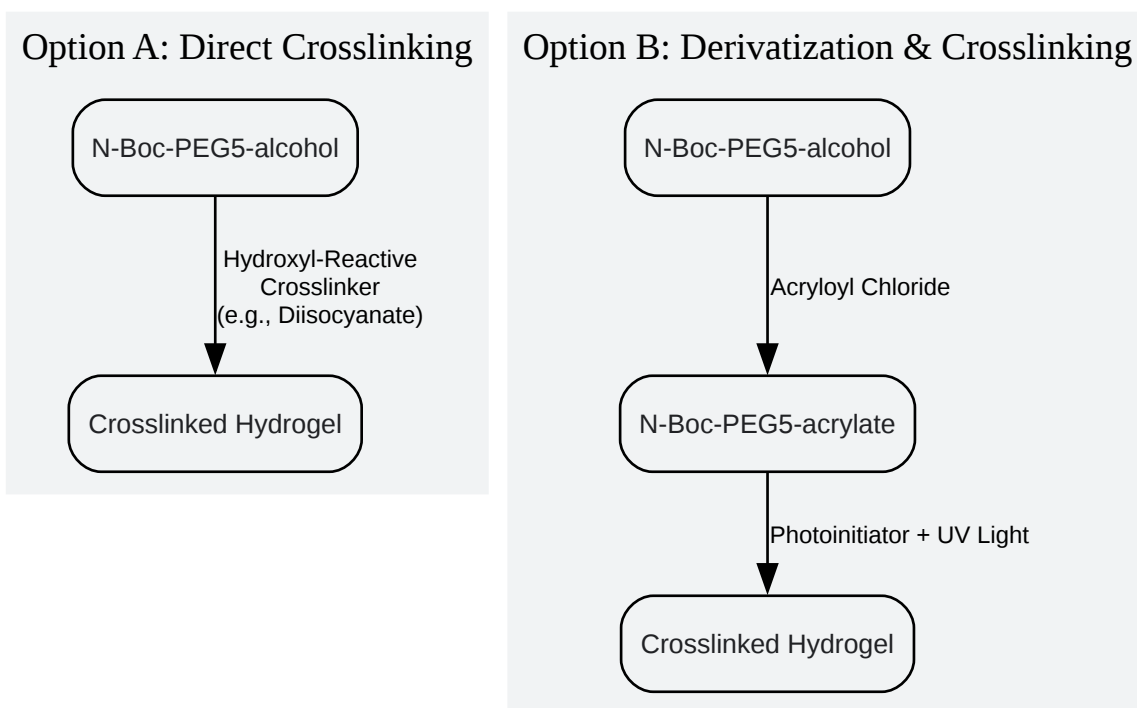 Option A: Direct Crosslinking
N-Boc-PEG5-alcohol
Hydroxyl-Reactive
Crosslinker
(e.g., Diisocyanate)
Crosslinked Hydrogel
Option B: Derivatization & Crosslinking
N-Boc-PEG5-alcohol
Acryloyl Chloride
N-Boc-PEG5-acrylate
Photoinitiator + UV Light
Crosslinked Hydrogel